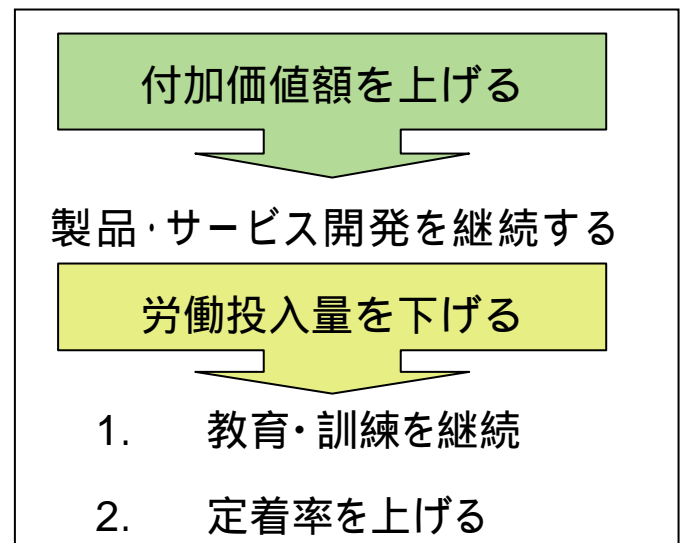 付加価値額を上げる
製品・サービス開発を継続する
労働投入量を下げる
1. 教育・訓練を継続
2. 定着率を上げる